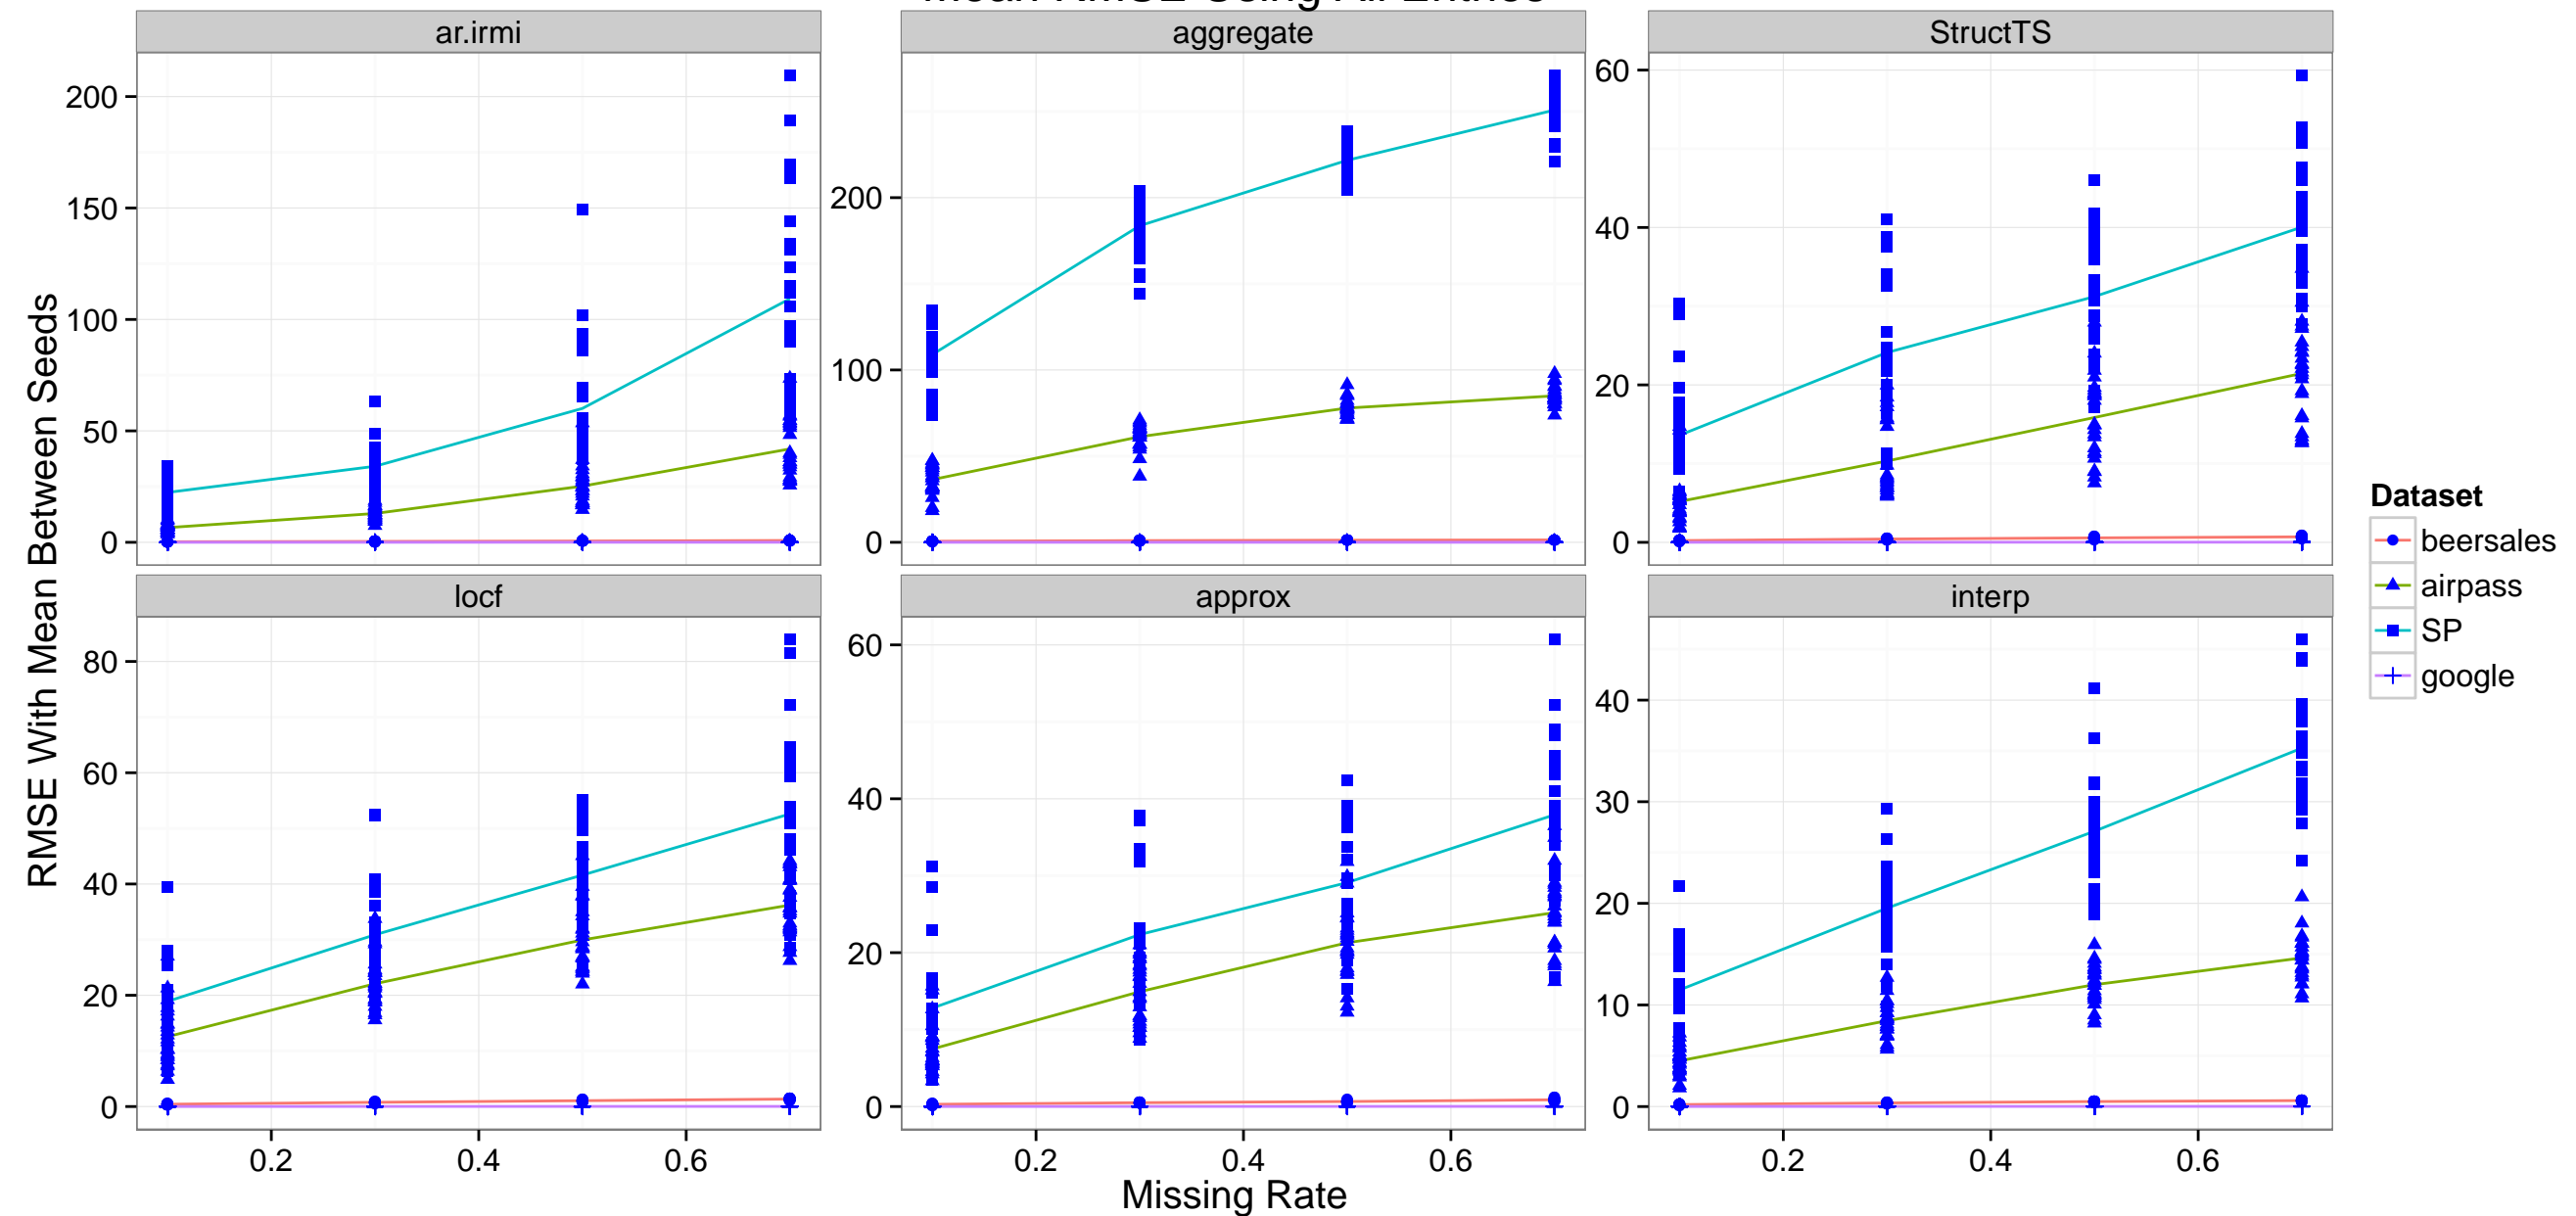 ar.irmi
aggregate
StructTS
200
150
100
50
0
200
100
0
60
40
20
0
locf
approx
interp
80
60
40
20
0
60
40
20
0
40
30
20
10
0
0.2
0.4
0.6
0.2
0.4
0.6
0.2
0.4
0.6
Missing Rate
RMSE With Mean Between Seeds
Dataset
beersales
airpass
SP
google